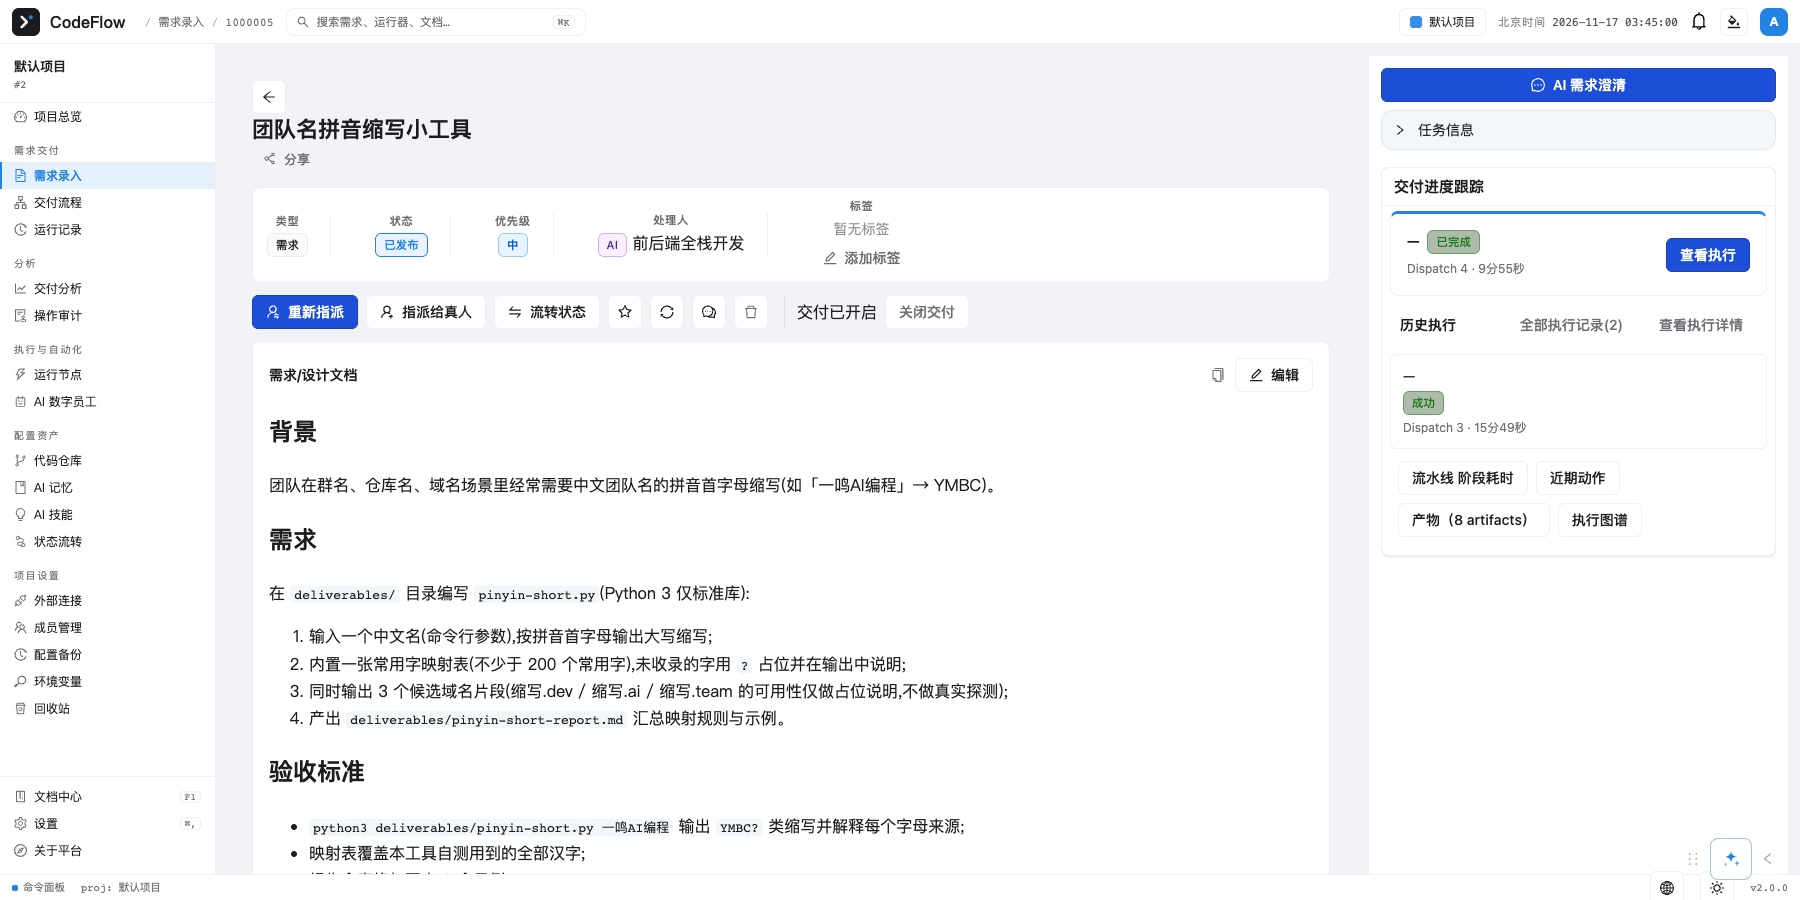 CodeFlow / 需求录入 / 1000005 搜索需求、运行器、文档... ⌘K 默认项目 北京时间 2026-11-17 03:45:00 A
默认项目
#2
项目总览
需求交付
需求录入
交付流程
运行记录
分析
交付分析
操作审计
执行与自动化
运行节点
AI 数字员工
配置资产
代码仓库
AI 记忆
AI 技能
状态流转
项目设置
外部连接
成员管理
配置备份
环境变量
回收站
文档中心 F1
设置 ⌘,
关于平台
团队名拼音缩写小工具
分享
类型
需求
状态
已发布
优先级
中
处理人
AI 前后端全栈开发
标签
暂无标签
添加标签
重新指派 指派给真人 流转状态 交付已开启 关闭交付
需求/设计文档 编辑
背景
团队在群名、仓库名、域名场景里经常需要中文团队名的拼音首字母缩写(如「一鸣AI编程」→ YMBC)。
需求
在 deliverables/ 目录编写 pinyin-short.py(Python 3 仅标准库):
1. 输入一个中文名(命令行参数),按拼音首字母输出大写缩写;
2. 内置一张常用字映射表(不少于 200 个常用字),未收录的字用 ? 占位并在输出中说明;
3. 同时输出 3 个候选域名片段(缩写.dev / 缩写.ai / 缩写.team 的可用性仅做占位说明,不做真实探测);
4. 产出 deliverables/pinyin-short-report.md 汇总映射规则与示例。
验收标准
• python3 deliverables/pinyin-short.py 一鸣AI编程 输出 YMBC? 类缩写并解释每个字母来源;
• 映射表覆盖本工具自测用到的全部汉字;
AI 需求澄清
任务信息
交付进度跟踪
— 已完成
Dispatch 4 · 9分55秒
查看执行
历史执行 全部执行记录(2) 查看执行详情
—
成功
Dispatch 3 · 15分49秒
流水线 阶段耗时 近期动作
产物（8 artifacts） 执行图谱
命令面板 proj: 默认项目 v2.0.0